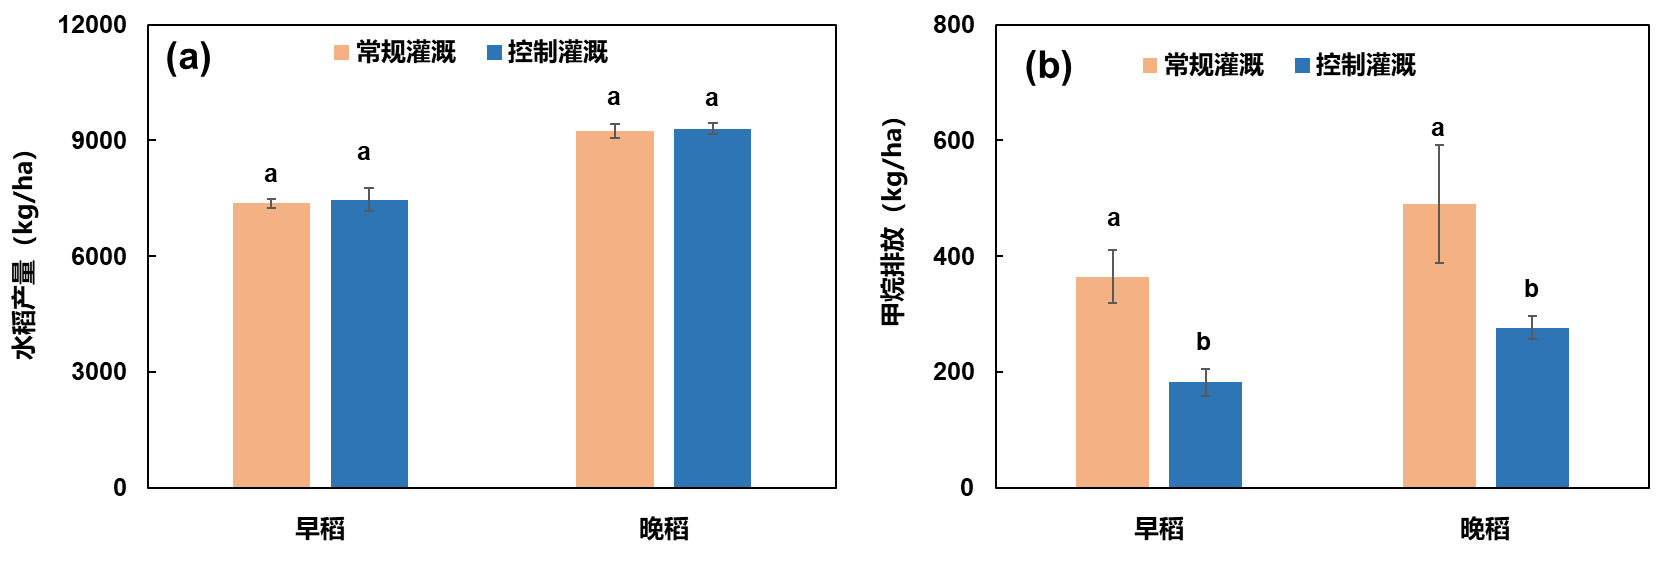 (a)
常规灌溉 控制灌溉
水稻产量 (kg/ha)
12000
9000
6000
3000
0
a
a
a
a
早稻 晚稻
(b)
常规灌溉 控制灌溉
甲烷排放 (kg/ha)
800
600
400
200
0
a
b
a
b
早稻 晚稻